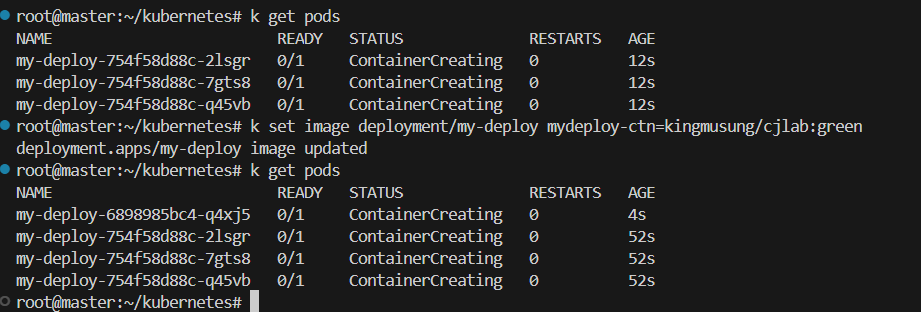 root@master:~/kubernetes# k get pods
NAME READY STATUS RESTARTS AGE
my-deploy-754f58d88c-2lsgr 0/1 ContainerCreating 0 12s
my-deploy-754f58d88c-7gts8 0/1 ContainerCreating 0 12s
my-deploy-754f58d88c-q45vb 0/1 ContainerCreating 0 12s
root@master:~/kubernetes# k set image deployment/my-deploy mydeploy-ctn=kingmusung/cjlab:green
deployment.apps/my-deploy image updated
root@master:~/kubernetes# k get pods
NAME READY STATUS RESTARTS AGE
my-deploy-6898985bc4-q4xj5 0/1 ContainerCreating 0 4s
my-deploy-754f58d88c-2lsgr 0/1 ContainerCreating 0 52s
my-deploy-754f58d88c-7gts8 0/1 ContainerCreating 0 52s
my-deploy-754f58d88c-q45vb 0/1 ContainerCreating 0 52s
root@master:~/kubernetes#